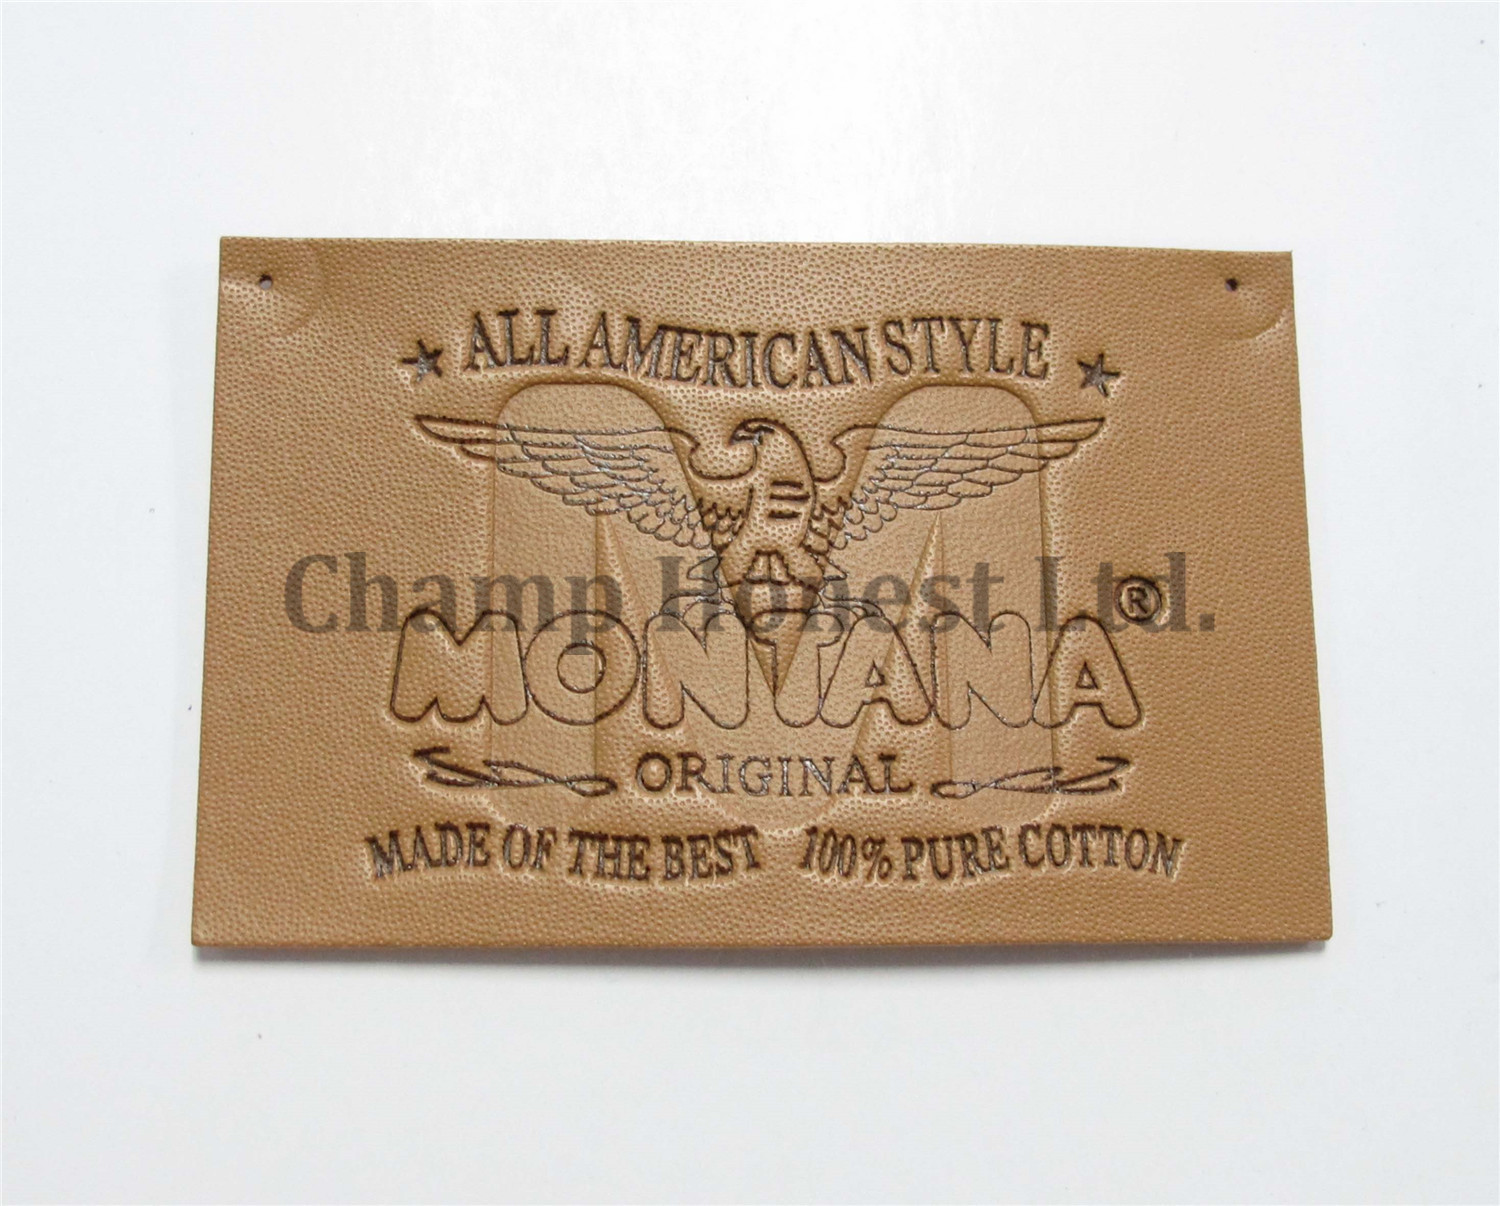 ALL AMERICAN STYLE
M
Champ Honest Ltd.
MONTANA®
ORIGINAL
MADE OF THE BEST 100% PURE COTTON